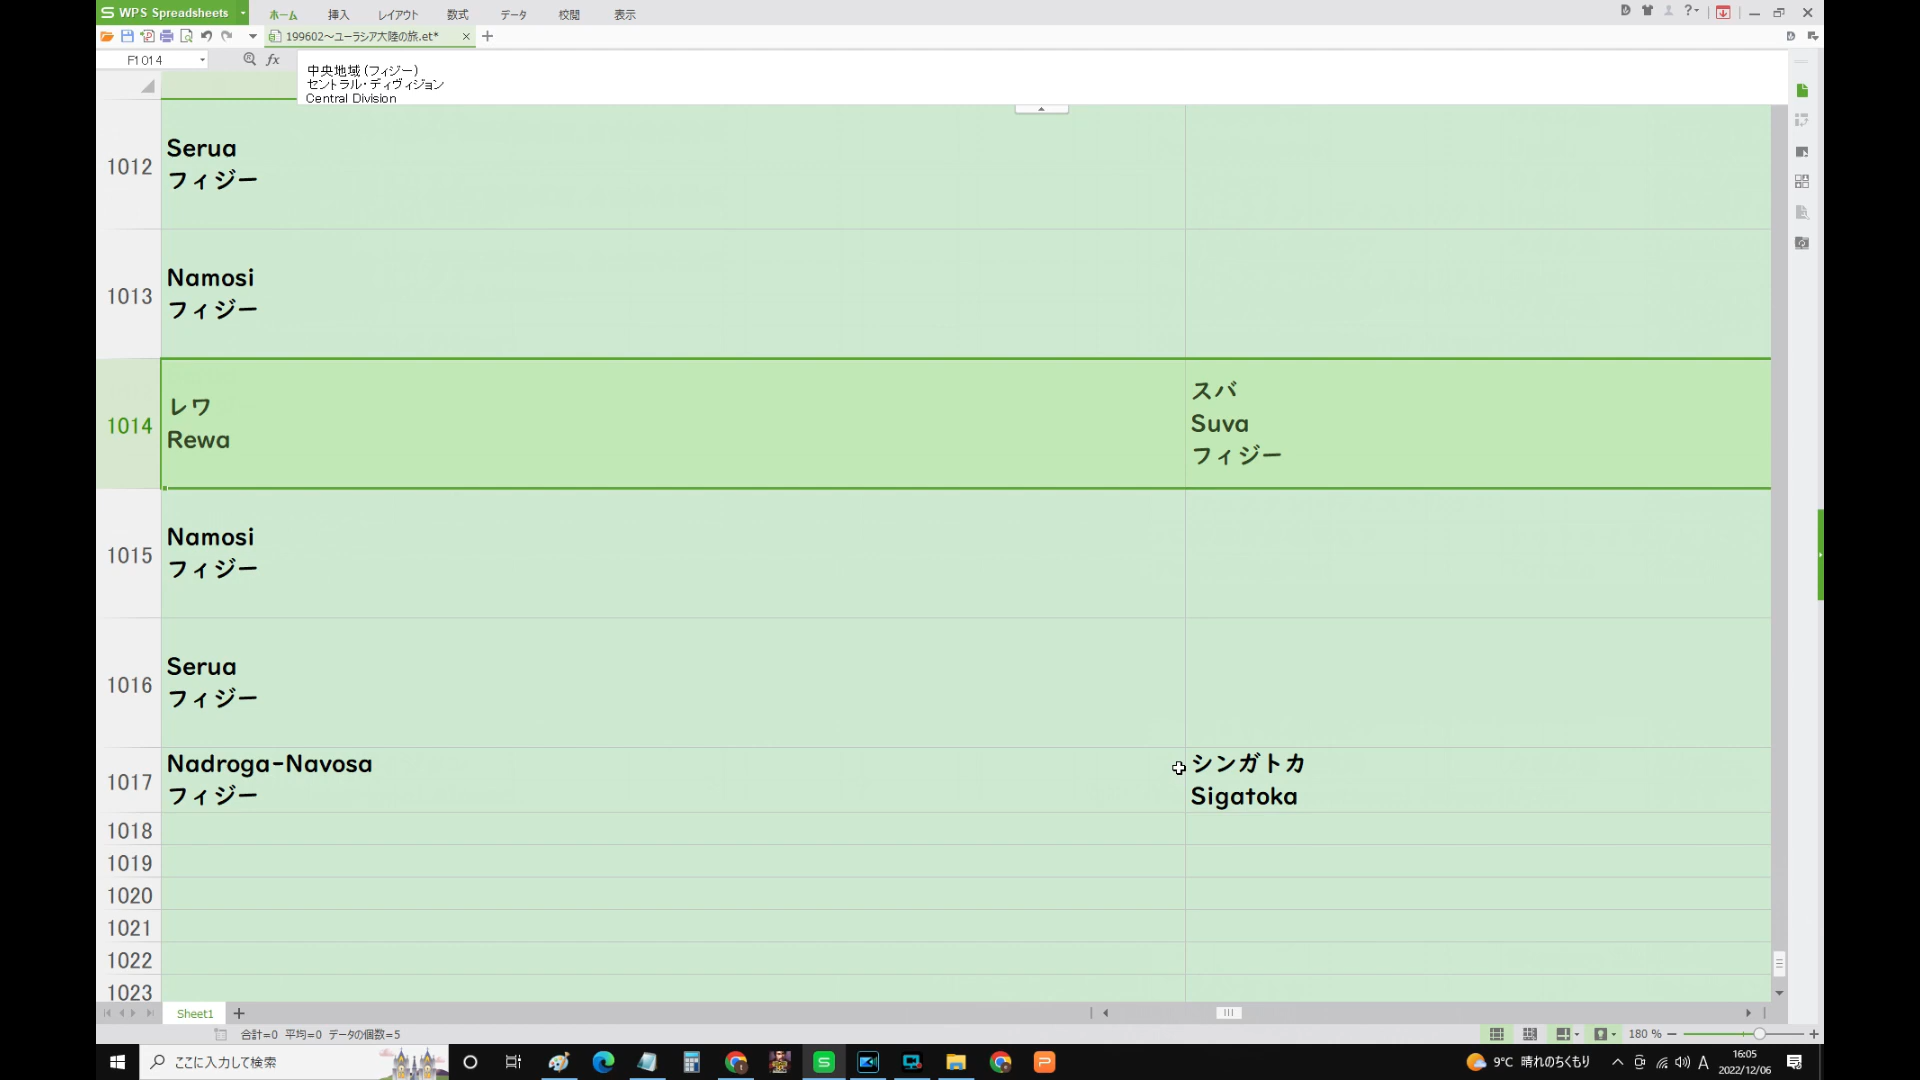 WPS Spreadsheets
ホーム
挿入
レイアウト
数式
データ
校閲
表示
199602～ユーラシア大陸の旅.et*
F1014
fx
中央地域 (フィジー)
セントラル・ディヴィジョン
Central Division
1012
Serua
フィジー
1013
Namosi
フィジー
1014
レワ
Rewa
スバ
Suva
フィジー
1015
Namosi
フィジー
1016
Serua
フィジー
1017
Nadroga-Navosa
フィジー
シンガトカ
Sigatoka
1018
1019
1020
1021
1022
1023
Sheet1
合計=0 平均=0 データの個数=5
180 %
ここに入力して検索
9°C 晴れのちくもり
A
16:05
2022/12/06